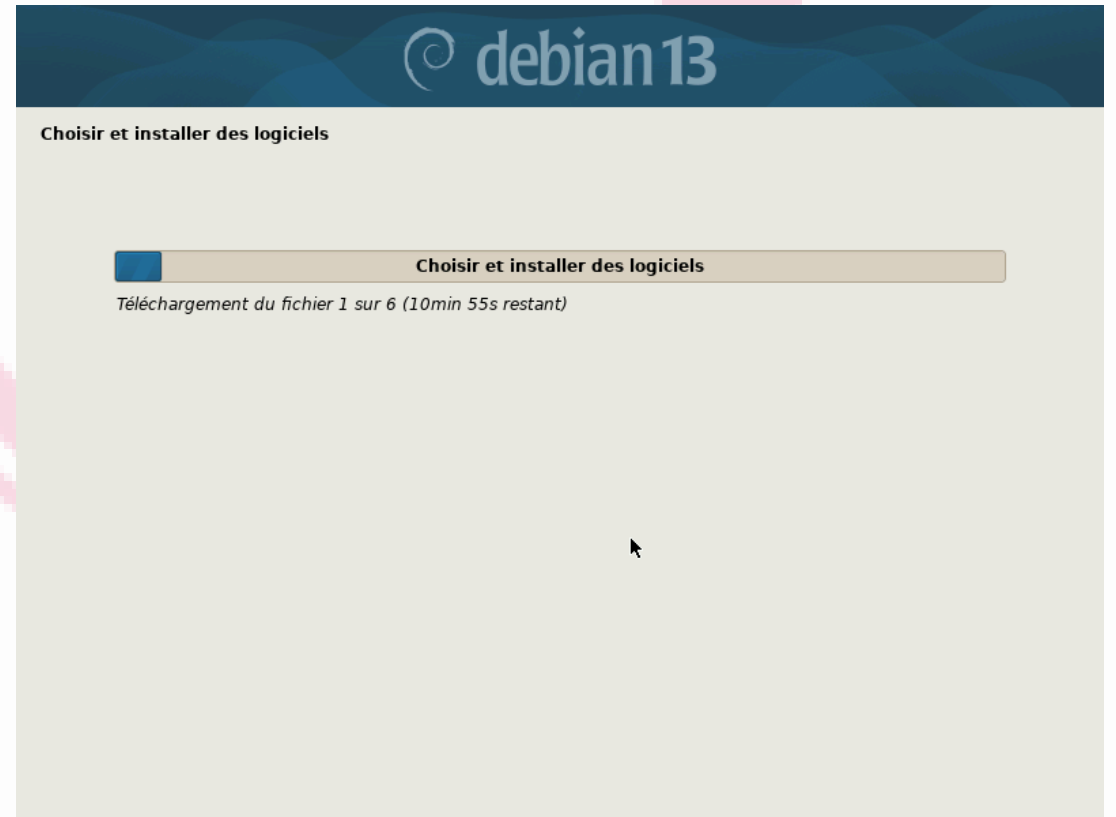 debian 13
Choisir et installer des logiciels
Choisir et installer des logiciels
Téléchargement du fichier 1 sur 6 (10min 55s restant)